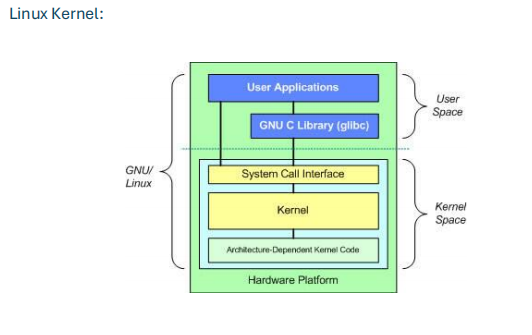 Linux Kernel:
User Applications
User
Space
GNU C Library (glibc)
GNU/
Linux
System Call Interface
Kernel
Kernel
Space
Architecture-Dependent Kernel Code
Hardware Platform